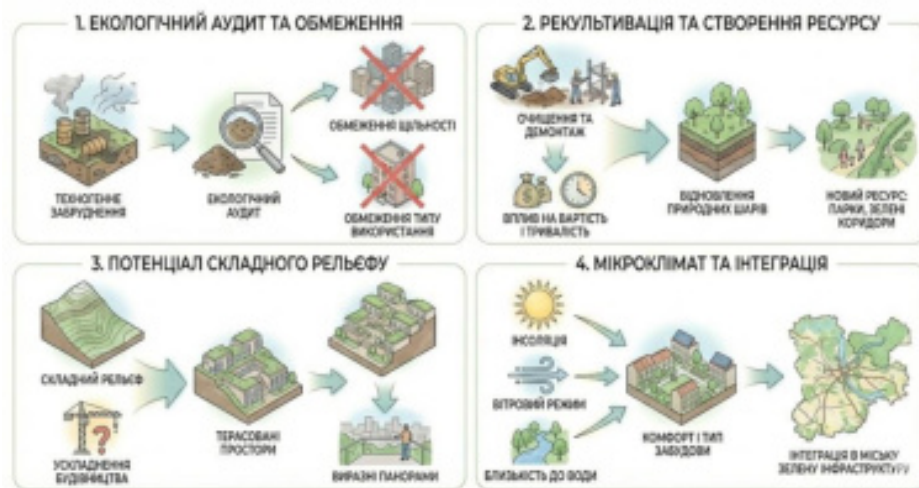 1. ЕКОЛОГІЧНИЙ АУДИТ ТА ОБМЕЖЕННЯ
ТЕХНОГЕННЕ
ЗАБРУДНЕННЯ
ЕКОЛОГІЧНИЙ
АУДИТ
ОБМЕЖЕННЯ ЩІЛЬНОСТІ
ОБМЕЖЕННЯ ТИПУ
ВИКОРИСТАННЯ
2. РЕКУЛЬТИВАЦІЯ ТА СТВОРЕННЯ РЕСУРСУ
ОЧИЩЕННЯ ТА
ДЕМОНТАЖ
ВПЛИВ НА ВАРТІСТЬ
І ТРИВАЛІСТЬ
ВІДНОВЛЕННЯ
ПРИРОДНИХ ШАРІВ
НОВИЙ РЕСУРС:
ПАРКИ, ЗЕЛЕНІ
КОРИДОРИ
3. ПОТЕНЦІАЛ СКЛАДНОГО РЕЛЬЄФУ
СКЛАДНИЙ РЕЛЬЄФ
?
УСКЛАДНЕННЯ
БУДІВНИЦТВА
ТЕРАСОВАНІ
ПРОСТОРИ
ВИРАЗНІ ПАНОРАМИ
4. МІКРОКЛІМАТ ТА ІНТЕГРАЦІЯ
ІНСОЛЯЦІЯ
ВІТРОВИЙ РЕЖИМ
БЛИЗЬКІСТЬ ДО ВОДИ
КОМФОРТ І ТИП
ЗАБУДОВИ
ІНТЕГРАЦІЯ В МІСЬКУ
ЗЕЛЕНУ ІНФРАСТРУКТУРУ